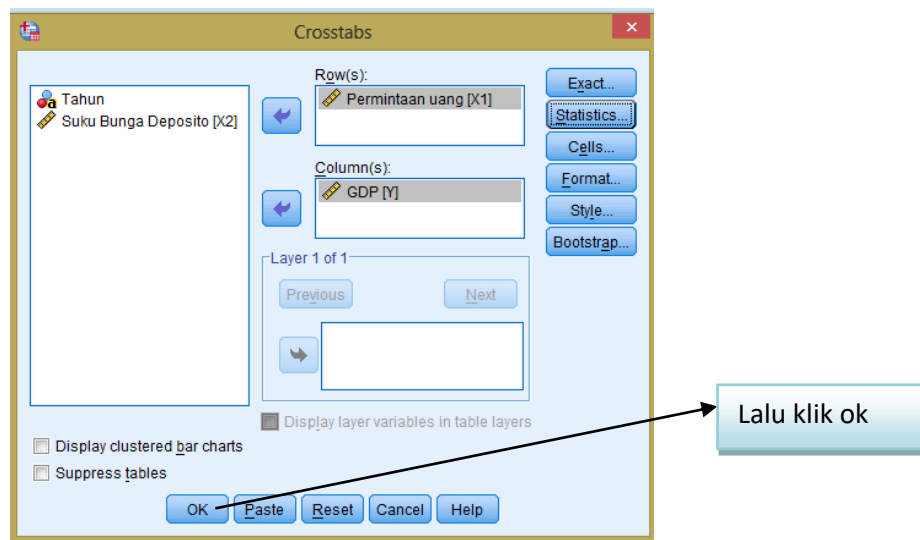 Crosstabs
Tahun
Suku Bunga Deposito [X2]
Row(s):
Permintaan uang [X1]
Column(s):
GDP [Y]
Layer 1 of 1
Previous
Next
Display layer variables in table layers
Exact...
Statistics...
Cells...
Format...
Style...
Bootstrap...
Display clustered bar charts
Suppress tables
OK Paste Reset Cancel Help
Lalu klik ok